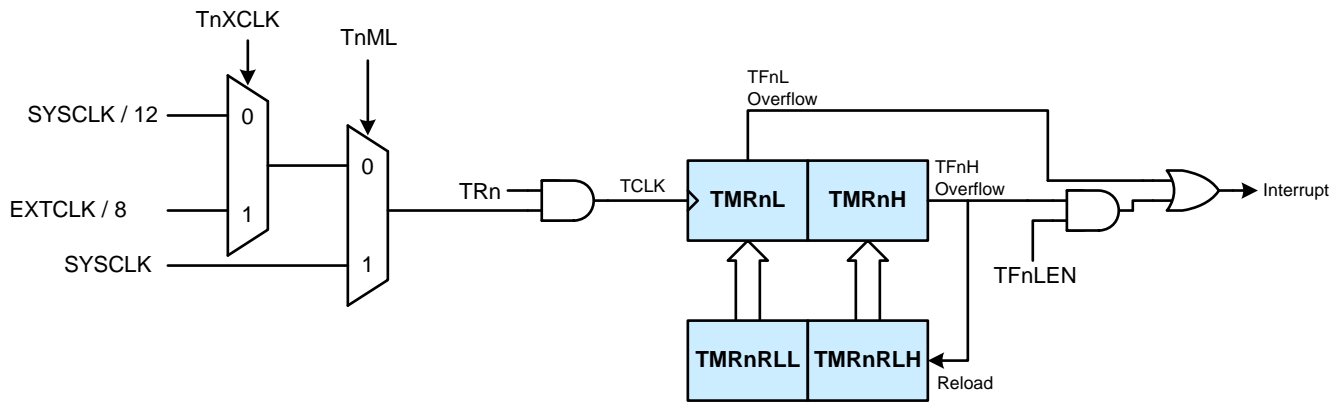 TnXCLK
TnML
SYSCLK / 12
0
EXTCLK / 8
1
SYSCLK
0
1
TRn
TCLK
TFnL
Overflow
TMRnL
TMRnH
TFnH
Overflow
Interrupt
TFnLEN
TMRnRLL
TMRnRLH
Reload